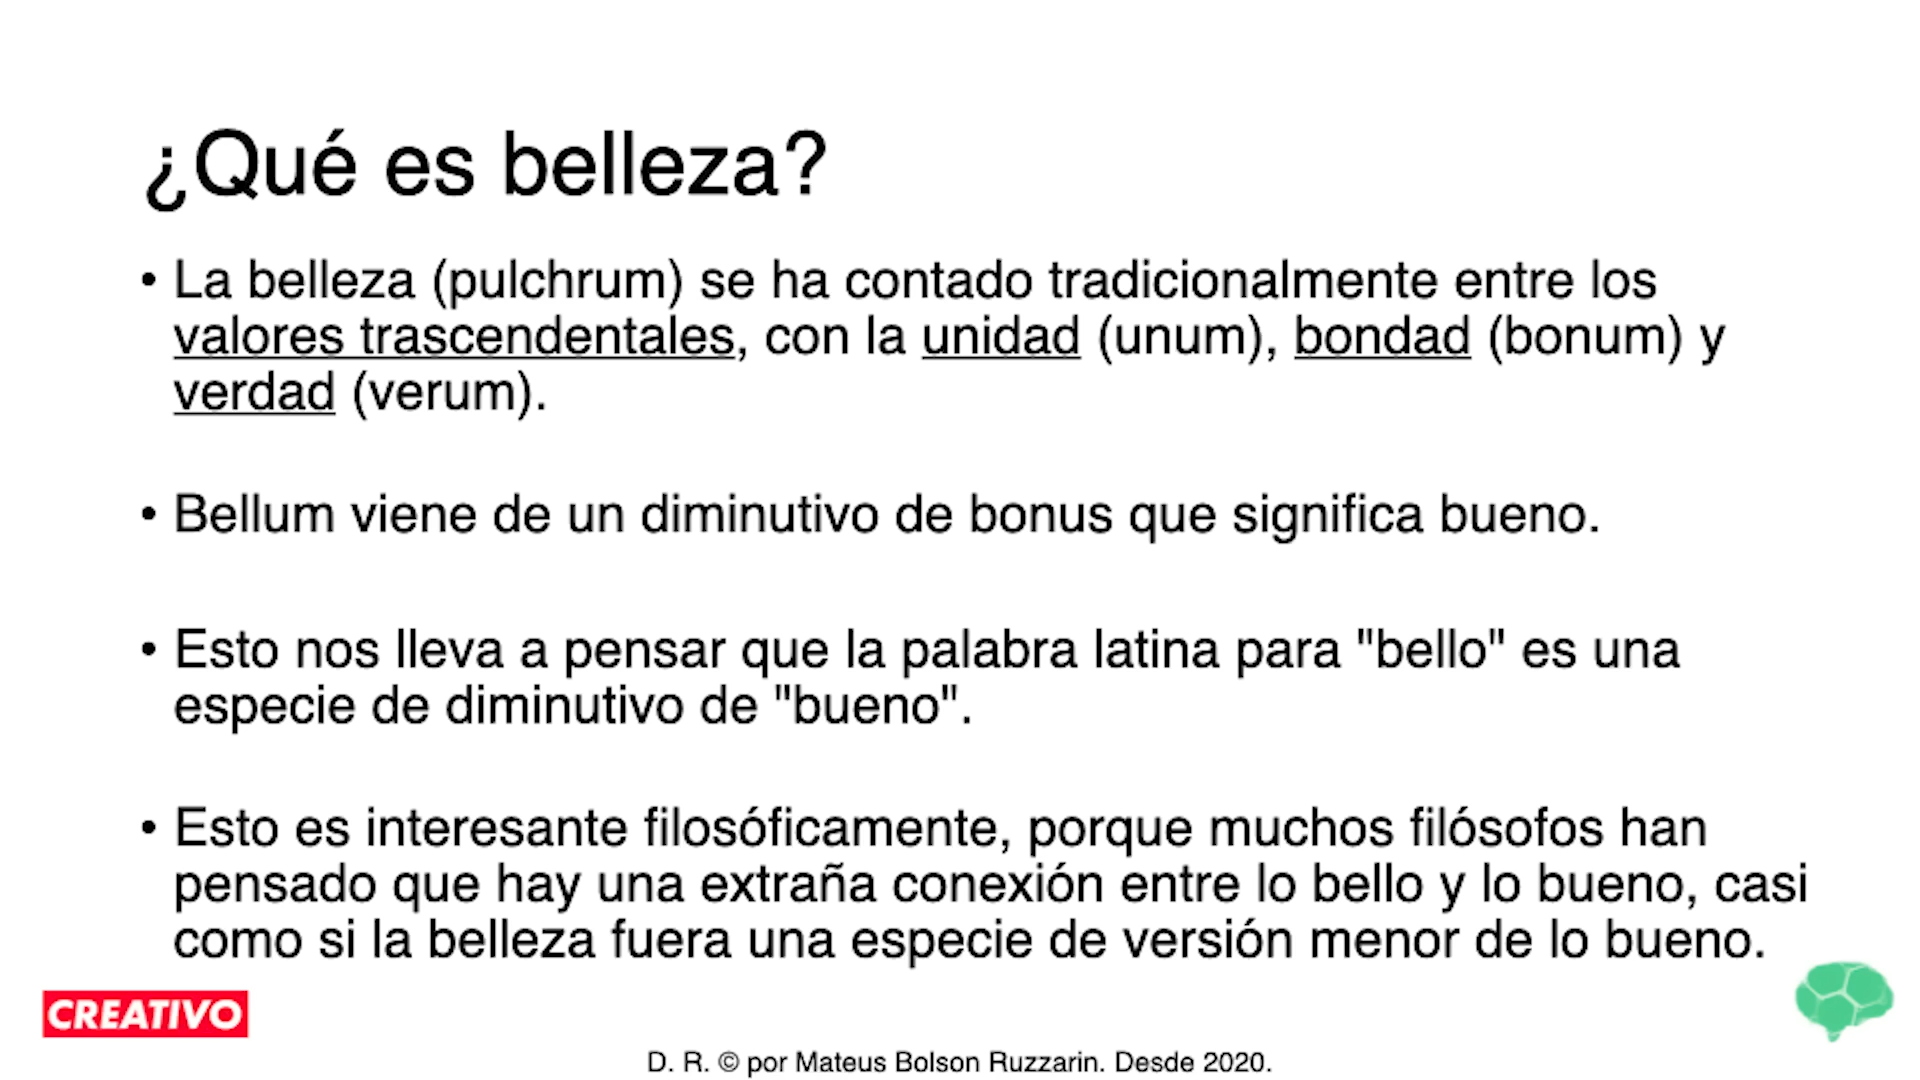 ¿Qué es belleza?
• La belleza (pulchrum) se ha contado tradicionalmente entre los
valores trascendentales, con la unidad (unum), bondad (bonum) y
verdad (verum).
• Bellum viene de un diminutivo de bonus que significa bueno.
• Esto nos lleva a pensar que la palabra latina para "bello" es una
especie de diminutivo de "bueno".
• Esto es interesante filosóficamente, porque muchos filósofos han
pensado que hay una extraña conexión entre lo bello y lo bueno, casi
como si la belleza fuera una especie de versión menor de lo bueno.
CREATIVO
D. R. © por Mateus Bolson Ruzzarin. Desde 2020.